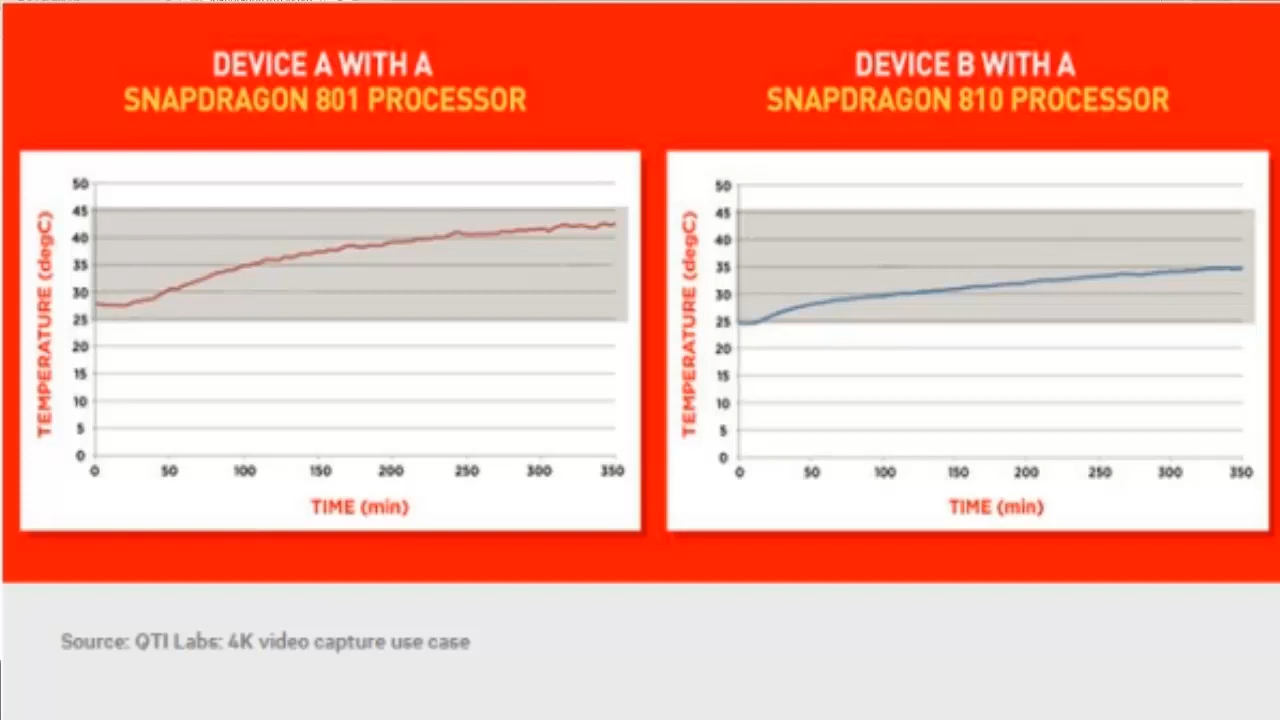 DEVICE A WITH A
SNAPDRAGON 801 PROCESSOR
50
45
40
35
30
25
20
15
10
5
0
TEMPERATURE (degC)
0 50 100 150 200 250 300 350
TIME (min)
DEVICE B WITH A
SNAPDRAGON 810 PROCESSOR
50
45
40
35
30
25
20
15
10
5
0
TEMPERATURE (degC)
0 50 100 150 200 250 300 350
TIME (min)
Source: QTI Labs: 4K video capture use case